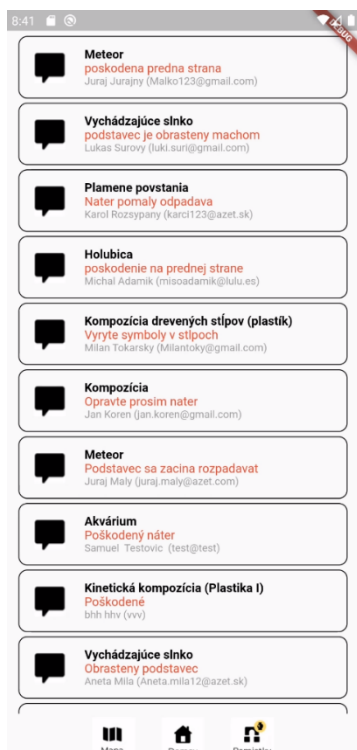 8:41
DEBUG
Meteor
poskodena predna strana
Juraj Jurajny (Malko123@gmail.com)
Vychádzajúce slnko
podstavec je obrasteny machom
Lukas Surovy (luki.suri@gmail.com)
Plamene povstania
Nater pomaly odpadava
Karol Rozsypany (karci123@azet.sk)
Holubica
poskodenie na prednej strane
Michal Adamik (misoadamik@lulu.es)
Kompozícia drevených stĺpov (plastík)
Vyryte symboly v stlpoch
Milan Tokarsky (Milantoky@gmail.com)
Kompozícia
Opravte prosim nater
Jan Koren (jan.koren@gmail.com)
Meteor
Podstavec sa zacina rozpadavat
Juraj Maly (juraj.maly@azet.com)
Akvárium
Poškodený náter
Samuel Testovic (test@test)
Kinetická kompozícia (Plastika I)
Poškodené
bhh hhv (vvv)
Vychádzajúce slnko
Obrasteny podstavec
Aneta Mila (Aneta.mila12@azet.sk)
Mapa